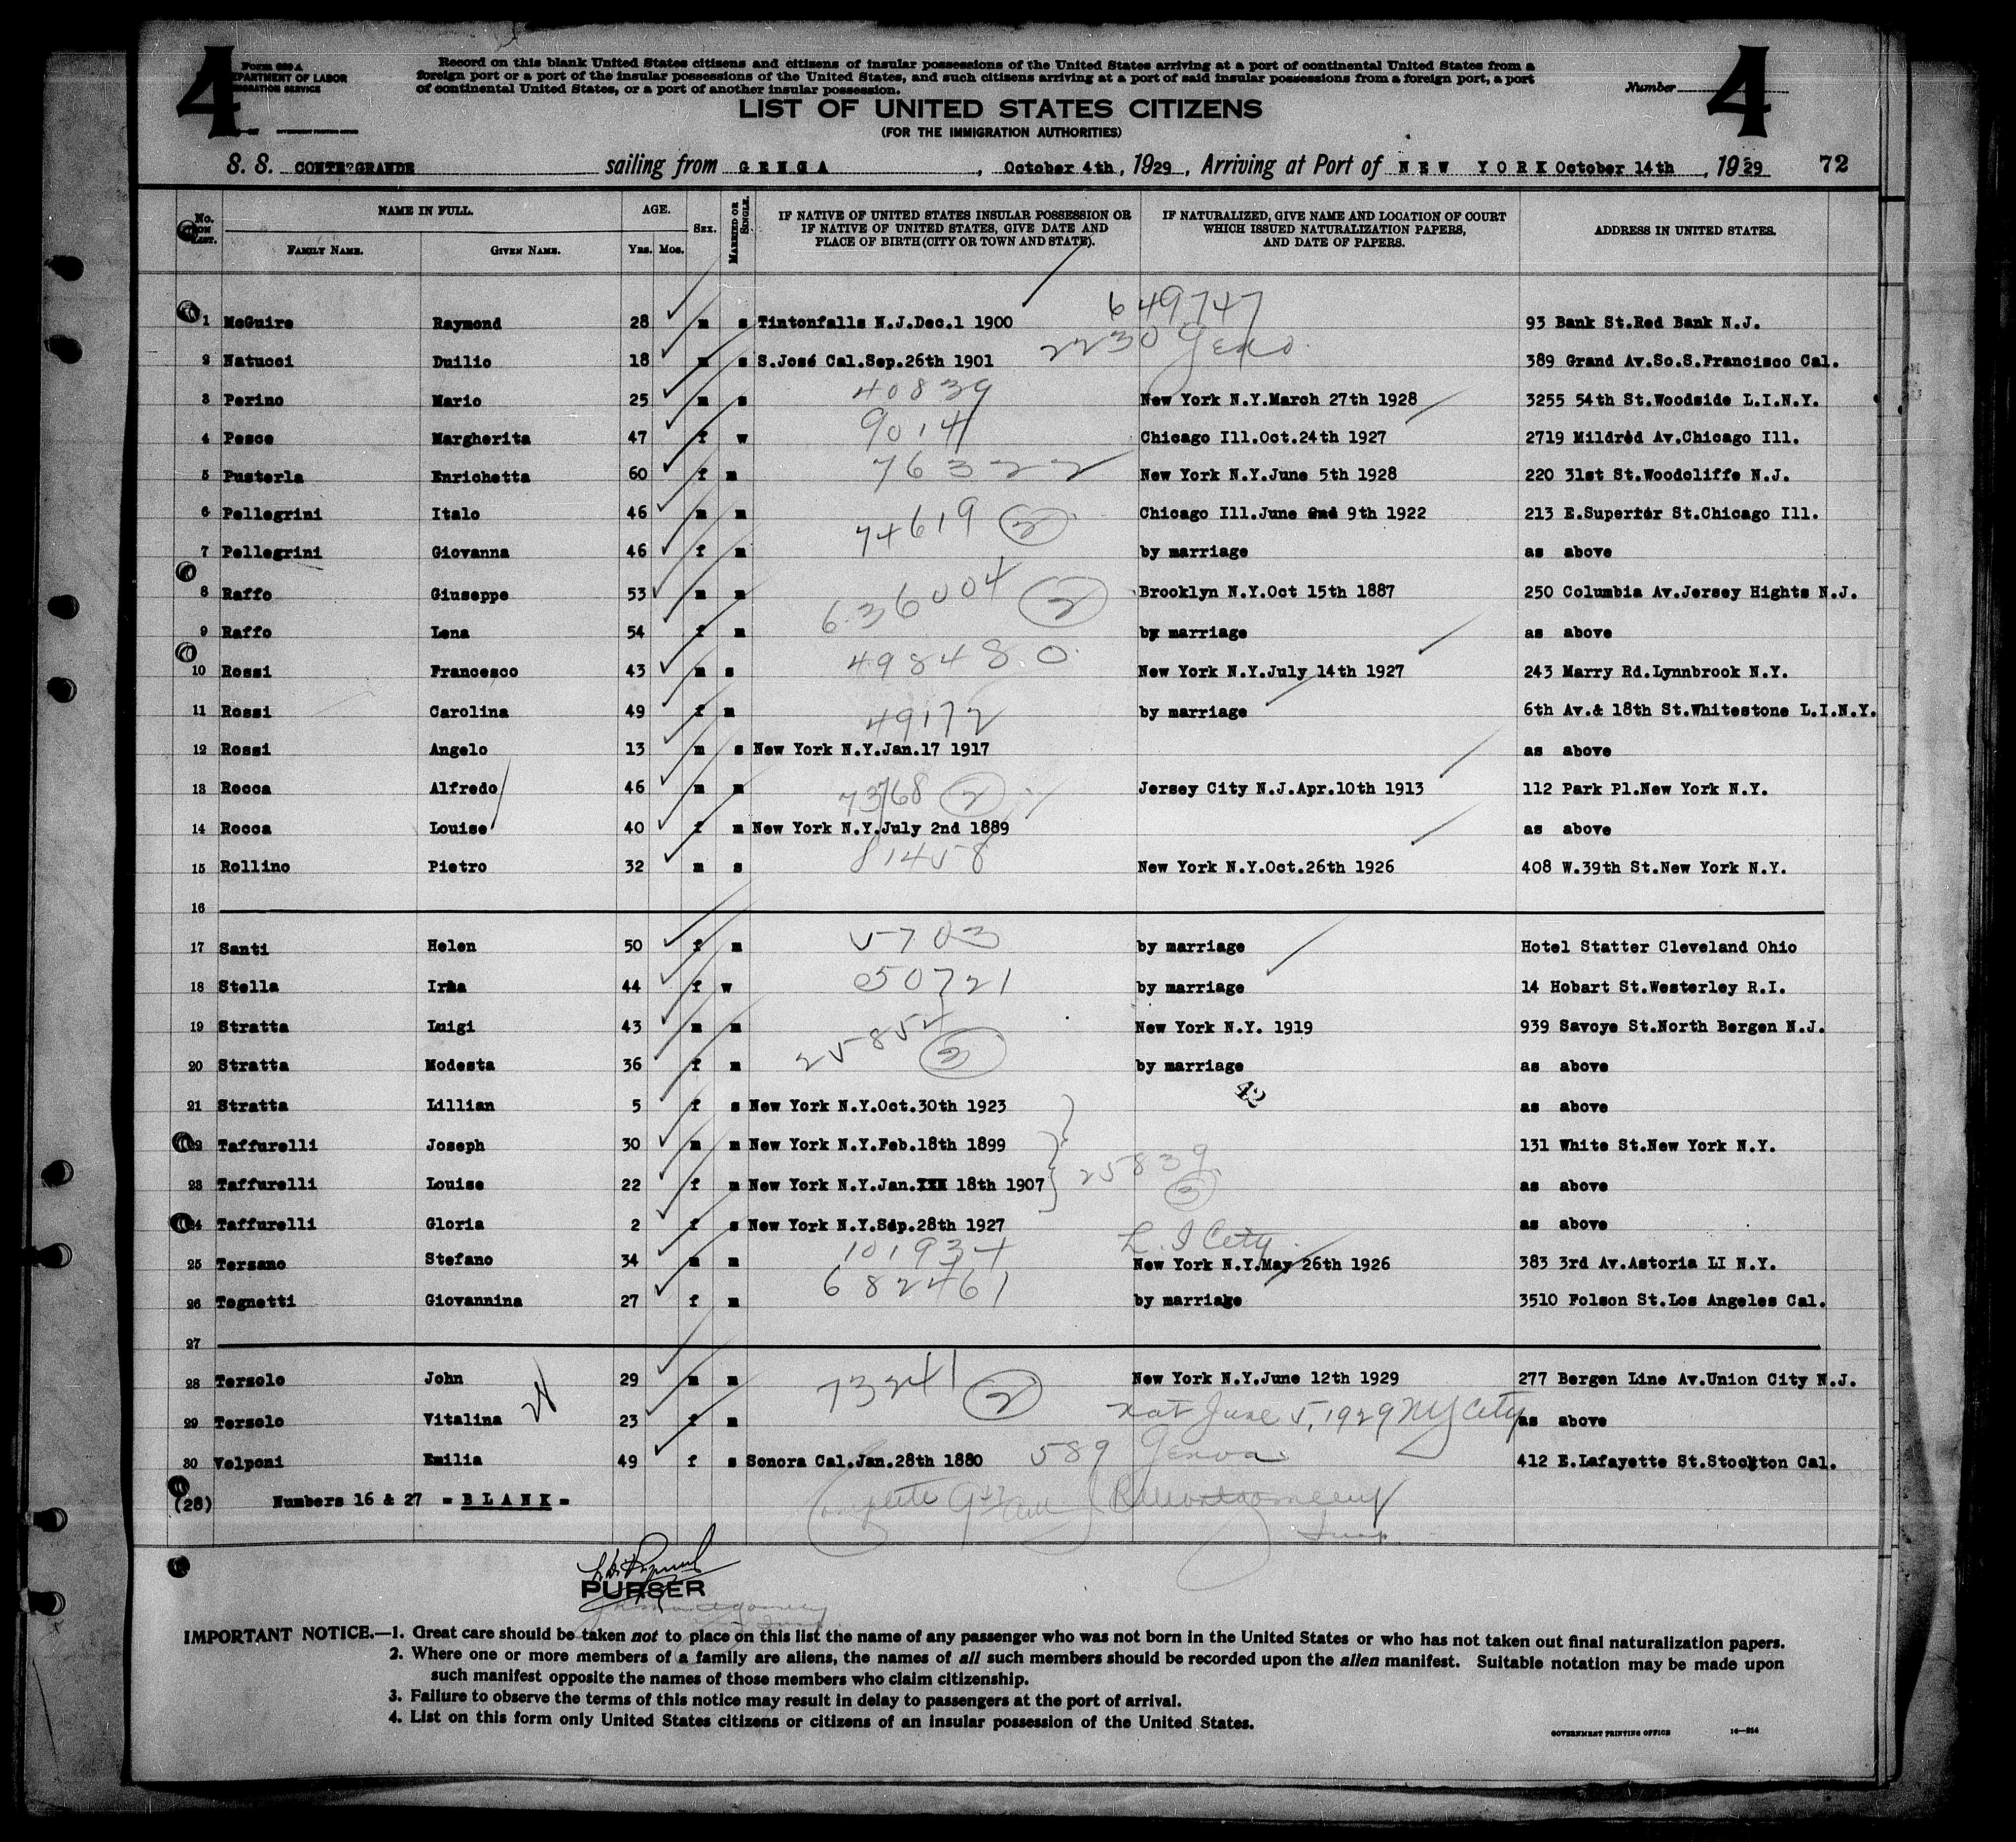 4
Form 689 A
DEPARTMENT OF LABOR
IMMIGRATION SERVICE
Record on this blank United States citizens and citizens of insular possessions of the United States arriving at a port of continental United States from a
foreign port or a port of the insular possessions of the United States, and such citizens arriving at a port of said insular possessions from a foreign port, a port
of continental United States, or a port of another insular possession.
Number 4
LIST OF UNITED STATES CITIZENS
(FOR THE IMMIGRATION AUTHORITIES)
S. S. CONTE?GRANDE sailing from GENOA, October 4th, 1929, Arriving at Port of NEW YORK October 14th, 1929 72
No. ON LIST. NAME IN FULL. FAMILY NAME. GIVEN NAME. AGE. Yrs. Mos. SEX. MARRIED OR SINGLE. IF NATIVE OF UNITED STATES INSULAR POSSESSION OR IF NATIVE OF UNITED STATES, GIVE DATE AND PLACE OF BIRTH (CITY OR TOWN AND STATE). IF NATURALIZED, GIVE NAME AND LOCATION OF COURT WHICH ISSUED NATURALIZATION PAPERS, AND DATE OF PAPERS. ADDRESS IN UNITED STATES.
649747
1 McGuire Raymond 28 m s Tintonfalls N.J.Dec.1 1900 93 Bank St.Red Bank N.J.
2230 Geno
2 Natucci Duilio 18 m s S.José Cal.Sep.26th 1901 389 Grand Av.So.S.Francisco Cal.
3 Perino Mario 25 m s 40839 New York N.Y.March 27th 1928 3255 54th St.Woodside L.I.N.Y.
4 Pesce Margherita 47 f w 9014 Chicago Ill.Oct.24th 1927 2719 Mildred Av.Chicago Ill.
5 Pusterla Enrichetta 60 f m 76322 New York N.Y.June 5th 1928 220 31st St.Woodcliffe N.J.
6 Pellegrini Italo 46 m m 74619 (2) Chicago Ill.June 2nd 9th 1922 213 E.Superior St.Chicago Ill.
7 Pellegrini Giovanna 46 f m by marriage as above
8 Raffo Giuseppe 53 m m 636004 (2) Brooklyn N.Y.Oct 15th 1887 250 Columbia Av.Jersey Hights N.J.
9 Raffo Lena 54 f m by marriage as above
10 Rossi Francesco 43 m s 498480 New York N.Y.July 14th 1927 243 Marry Rd.Lynnbrook N.Y.
11 Rossi Carolina 49 f m 49172 by marriage 6th Av.& 18th St.Whitestone L.I.N.Y.
12 Rossi Angelo 13 m s New York N.Y.Jan.17 1917 as above
13 Rocca Alfredo 46 m m 73768 (2) Jersey City N.J.Apr.10th 1913 112 Park Pl.New York N.Y.
14 Rocca Louise 40 f m New York N.Y.July 2nd 1889 as above
15 Rollino Pietro 32 m s 81458 New York N.Y.Oct.26th 1926 408 W.39th St.New York N.Y.
16
17 Santi Helen 50 f m 5703 by marriage Hotel Statter Cleveland Ohio
18 Stella Irma 44 f w 050721 by marriage 14 Hobart St.Westerley R.I.
19 Stratta Luigi 43 m m 25854 (3) New York N.Y. 1919 939 Savoye St.North Bergen N.J.
20 Stratta Modesta 36 f m by marriage as above
42
21 Stratta Lillian 5 f s New York N.Y.Oct.30th 1923 as above
22 Taffurelli Joseph 30 m m New York N.Y.Feb.18th 1899 131 White St.New York N.Y.
23 Taffurelli Louise 22 f m New York N.Y.Jan.XXX 18th 1907 25839 (3) as above
24 Taffurelli Gloria 2 f s New York N.Y.Sep.28th 1927 as above
L. I City
25 Tersano Stefano 34 m m 101934 New York N.Y.May 26th 1926 383 3rd Av.Astoria LI N.Y.
26 Tognetti Giovannina 27 f m 682461 by marriage 3510 Folson St.Los Angeles Cal.
27
28 Tersolo John 29 m m 73241 (2) New York N.Y.June 12th 1929 277 Bergen Line Av.Union City N.J.
29 Tersolo Vitalina 23 f m nat June 5, 1929 NY City as above
30 Velponi Emilia 49 f s Sonora Cal.Jan.28th 1880 589 Genoa 412 E.Lafayette St.Stockton Cal.
(28) Numbers 16 & 27 =BLANK= Complete
PURSER
IMPORTANT NOTICE.—1. Great care should be taken not to place on this list the name of any passenger who was not born in the United States or who has not taken out final naturalization papers.
2. Where one or more members of a family are aliens, the names of all such members should be recorded upon the alien manifest. Suitable notation may be made upon
such manifest opposite the names of those members who claim citizenship.
3. Failure to observe the terms of this notice may result in delay to passengers at the port of arrival.
4. List on this form only United States citizens or citizens of an insular possession of the United States.
GOVERNMENT PRINTING OFFICE 14—214